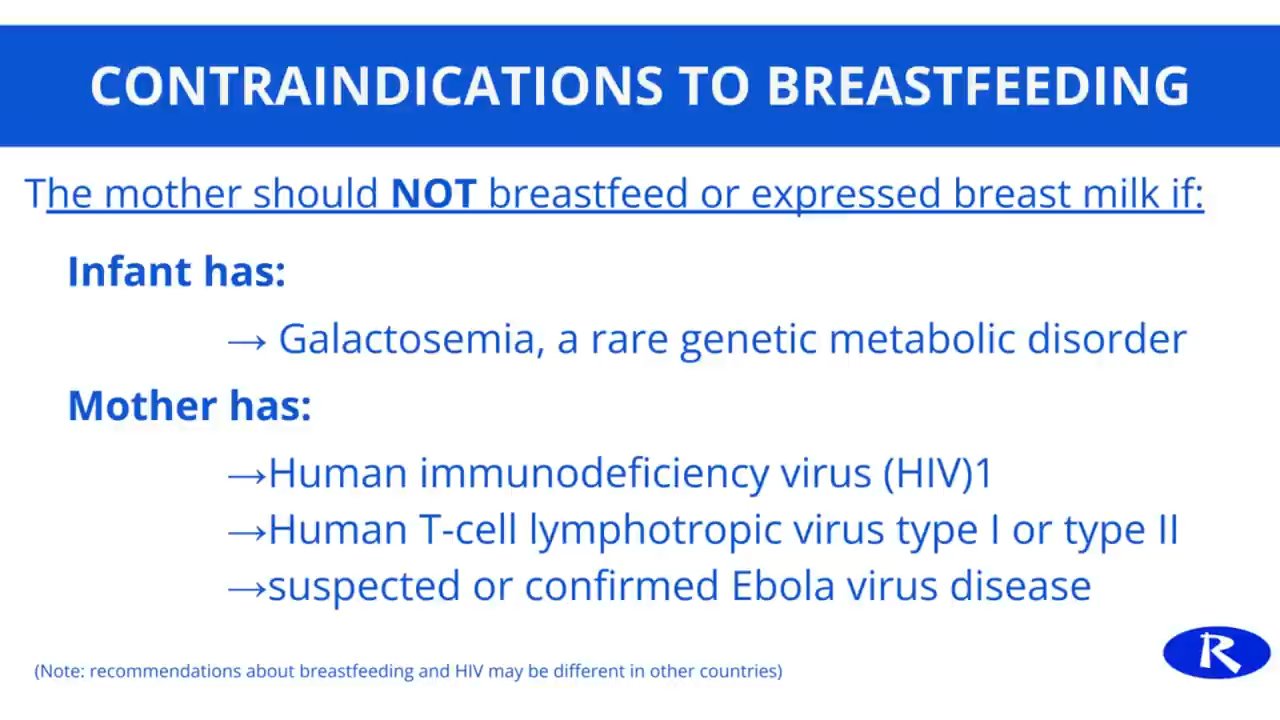 CONTRAINDICATIONS TO BREASTFEEDING
The mother should NOT breastfeed or expressed breast milk if:
Infant has:
→ Galactosemia, a rare genetic metabolic disorder
Mother has:
→Human immunodeficiency virus (HIV)1
→Human T-cell lymphotropic virus type I or type II
→suspected or confirmed Ebola virus disease
(Note: recommendations about breastfeeding and HIV may be different in other countries)
R